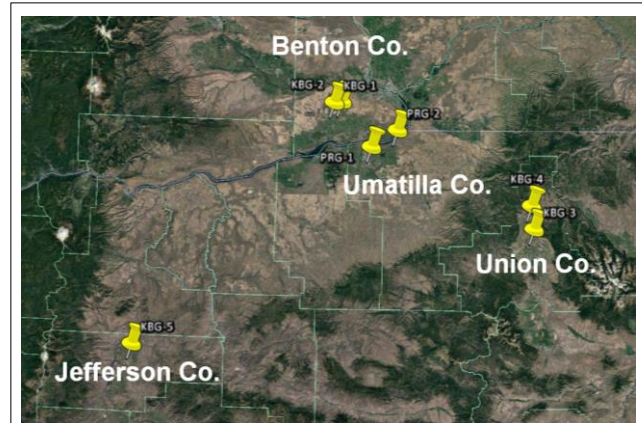 Benton Co.
KBG-2 KBG-1
PRG-2
PRG-1
Umatilla Co.
KBG-4
KBG-3
Union Co.
KBG-5
Jefferson Co.